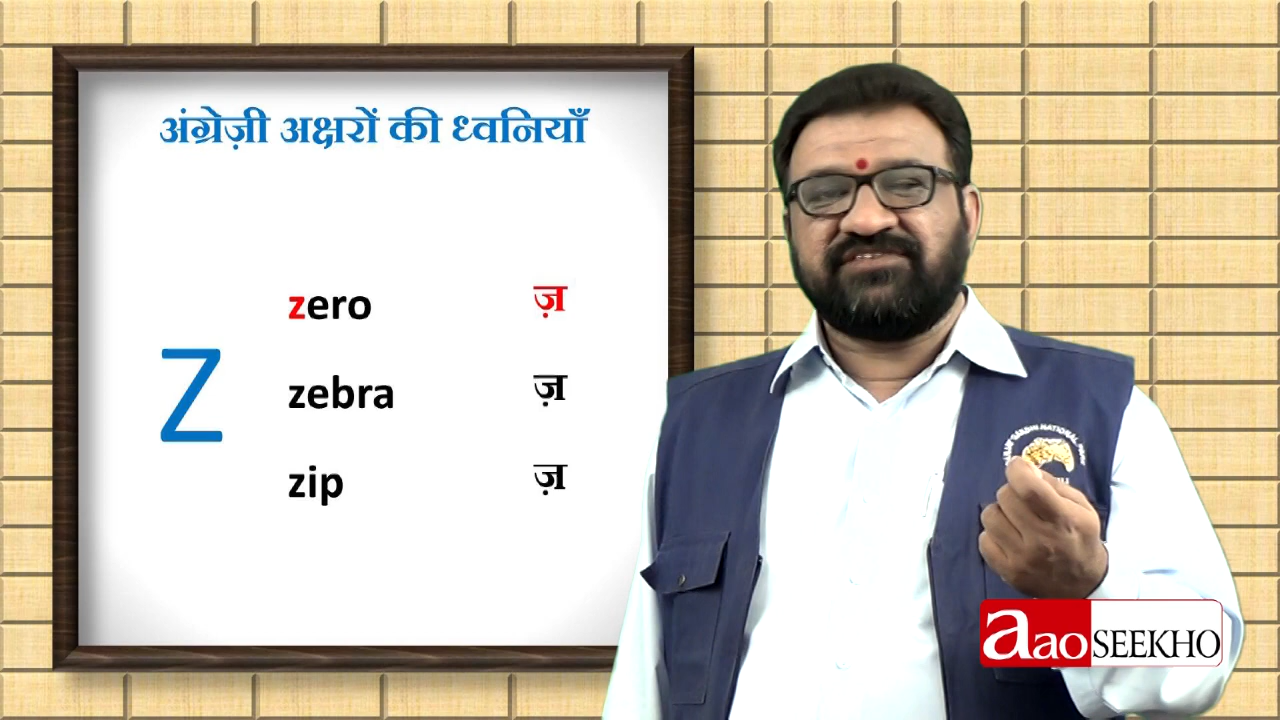 अंग्रेज़ी अक्षरों की ध्वनियाँ
Z
zero ज़
zebra ज़
zip ज़
aao SEEKHO